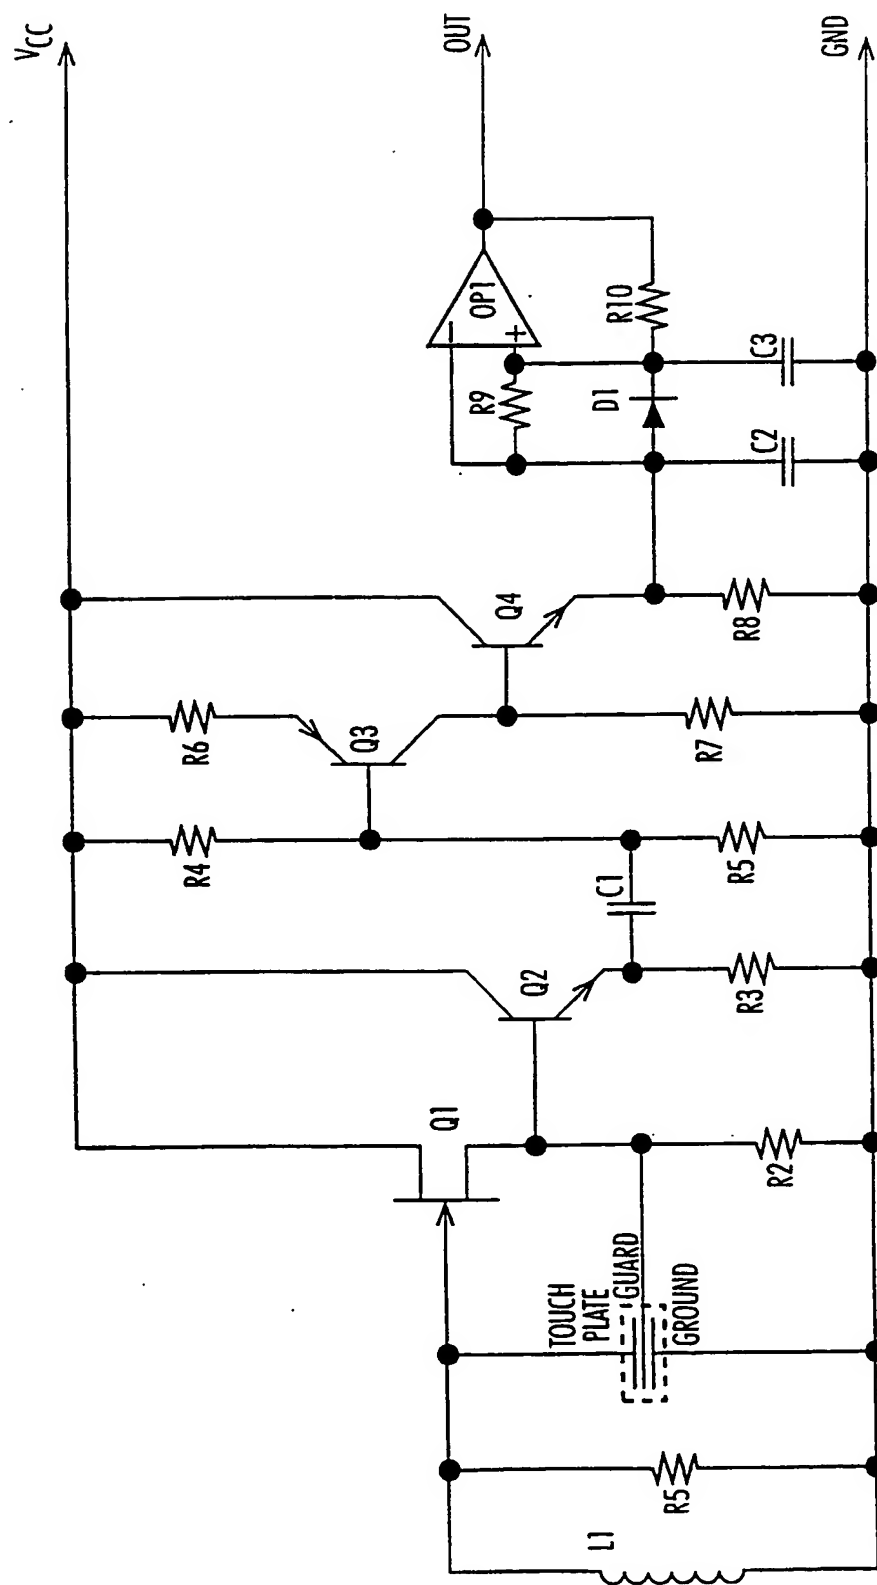 VCC
OUT
GND
OP1
-
+
R9
R10
D1
C2
C3
Q4
R8
R6
Q3
R7
R4
C1
R5
Q2
R3
Q1
R2
TOUCH
PLATE
GUARD
GROUND
R5
L1